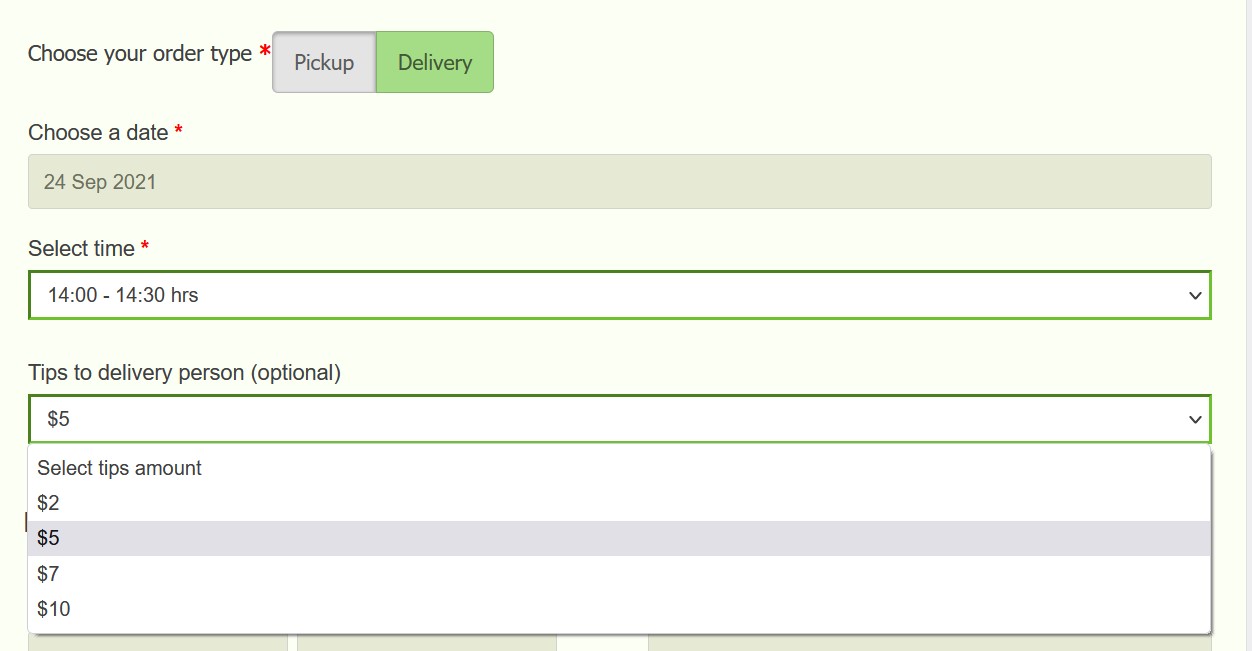 Choose your order type * Pickup Delivery
Choose a date *
24 Sep 2021
Select time *
14:00 - 14:30 hrs
Tips to delivery person (optional)
$5
Select tips amount
$2
$5
$7
$10